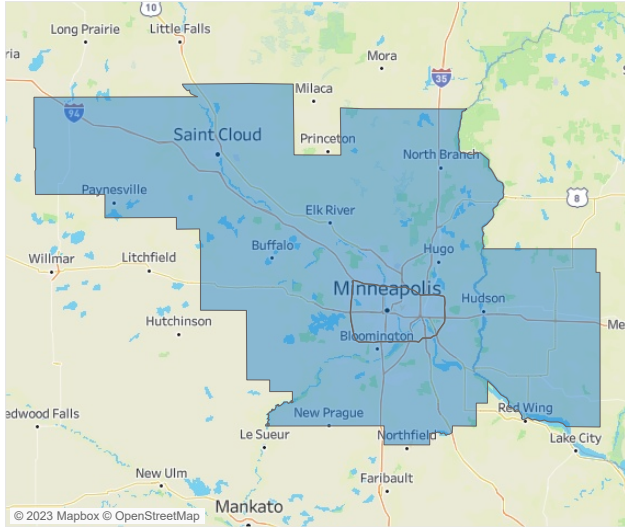 10
Long Prairie
Little Falls
ria
Mora
35
Milaca
94
Saint Cloud
Princeton
North Branch
Paynesville
8
Elk River
Buffalo
Hugo
Willmar
Litchfield
Minneapolis
Hudson
Hutchinson
Me
Bloomington
edwood Falls
New Prague
Red Wing
Le Sueur
Northfield
Lake City
New Ulm
Faribault
Mankato
© 2023 Mapbox © OpenStreetMap